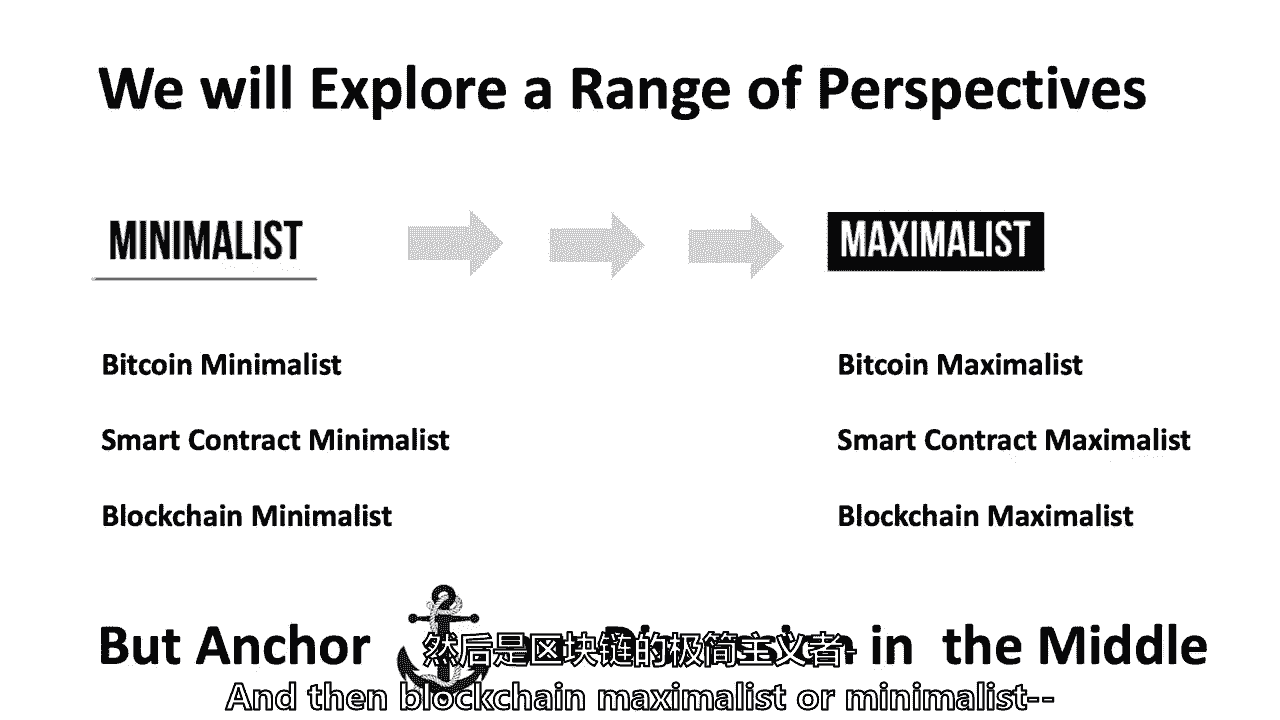 We will Explore a Range of Perspectives
MINIMALIST MAXIMALIST
Bitcoin Minimalist Bitcoin Maximalist
Smart Contract Minimalist Smart Contract Maximalist
Blockchain Minimalist Blockchain Maximalist
But Anchor in the Middle
然后是区块链的极简主义者-
And then blockchain maximalist or minimalist--